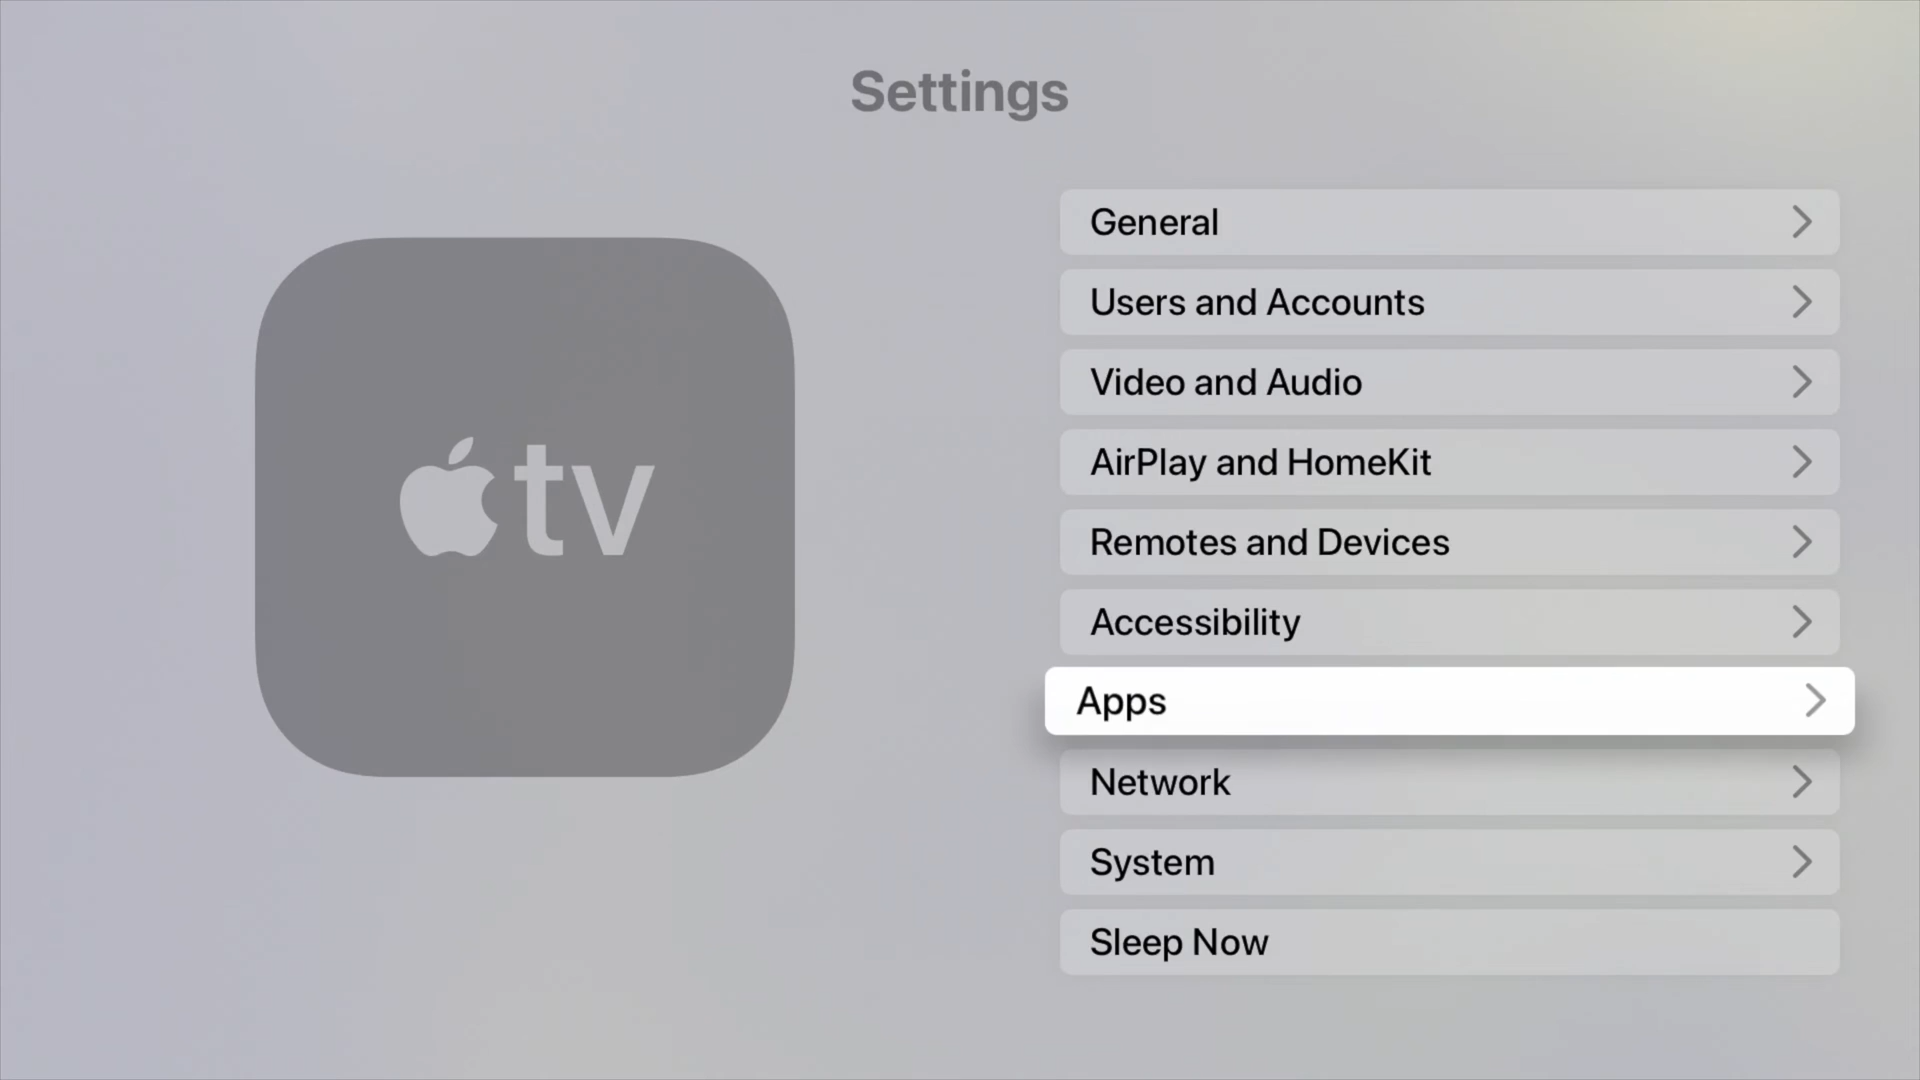 Settings
tv
General
Users and Accounts
Video and Audio
AirPlay and HomeKit
Remotes and Devices
Accessibility
Apps
Network
System
Sleep Now